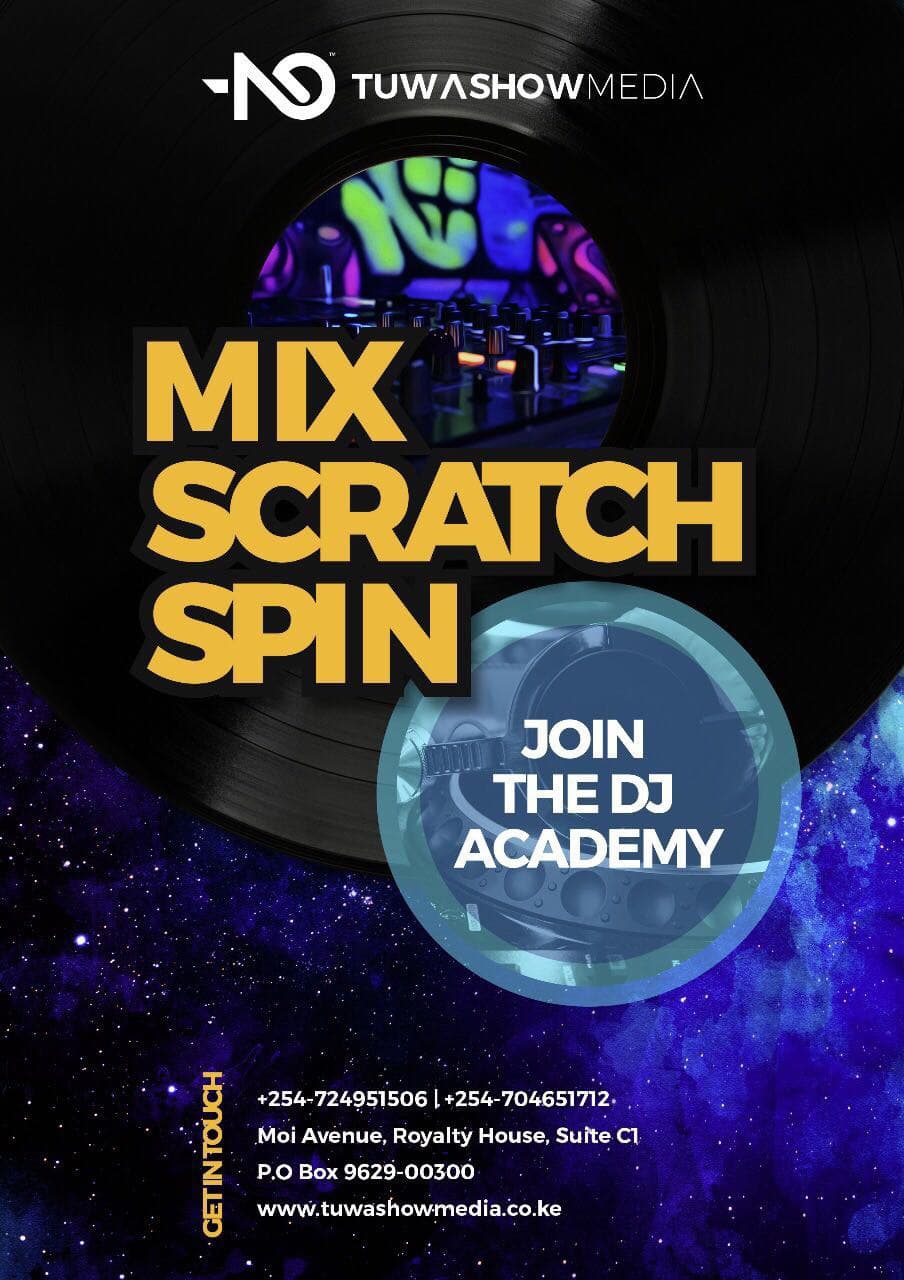 TUWASHOWMEDIA
MIX
SCRATCH
SPIN
JOIN
THE DJ
ACADEMY
GET IN TOUCH
+254-724951506 | +254-704651712
Moi Avenue, Royalty House, Suite C1
P.O Box 9629-00300
www.tuwashowmedia.co.ke